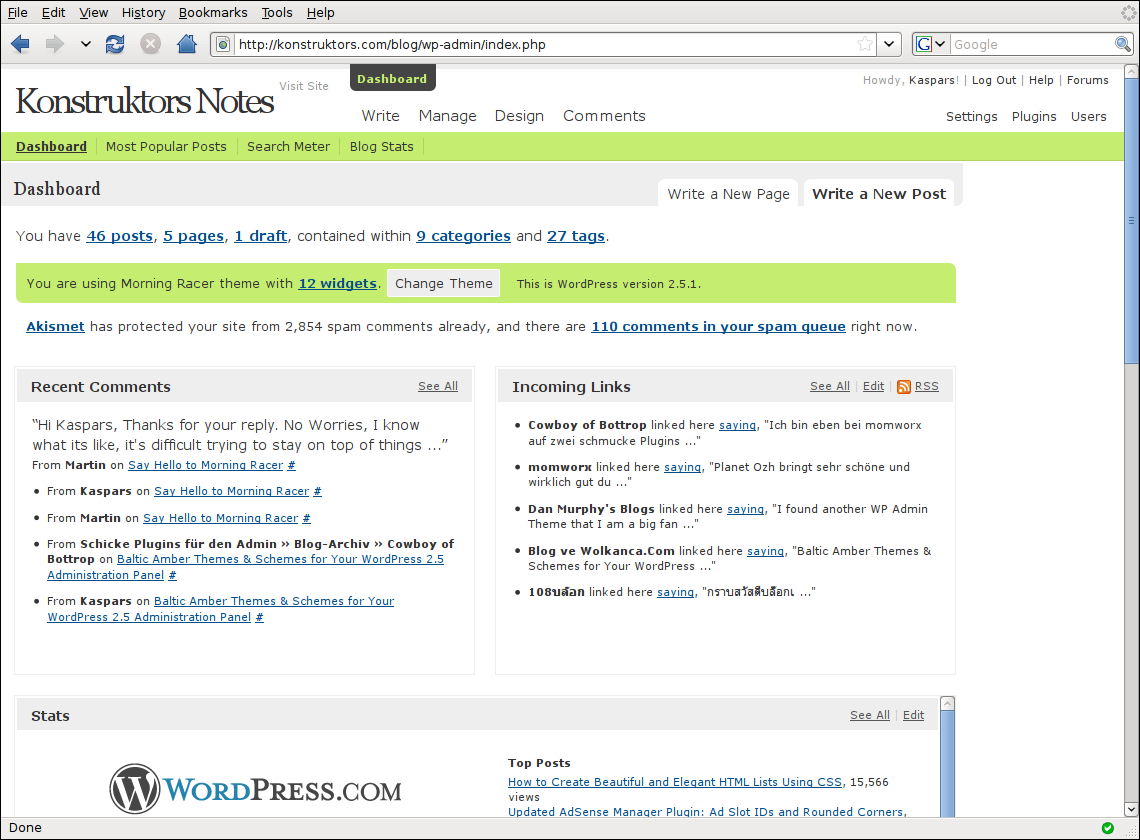 File Edit View History Bookmarks Tools Help
http://konstruktors.com/blog/wp-admin/index.php
G Google
Konstruktors Notes Visit Site
Dashboard
Howdy, Kaspars! | Log Out | Help | Forums
Write Manage Design Comments
Settings Plugins Users
Dashboard Most Popular Posts Search Meter Blog Stats
Dashboard
Write a New Page Write a New Post
You have 46 posts, 5 pages, 1 draft, contained within 9 categories and 27 tags.
You are using Morning Racer theme with 12 widgets. Change Theme This is WordPress version 2.5.1.
Akismet has protected your site from 2,854 spam comments already, and there are 110 comments in your spam queue right now.
Recent Comments See All
“Hi Kaspars, Thanks for your reply. No Worries, I know
what its like, it's difficult trying to stay on top of things ...”
From Martin on Say Hello to Morning Racer #
• From Kaspars on Say Hello to Morning Racer #
• From Martin on Say Hello to Morning Racer #
• From Schicke Plugins für den Admin » Blog-Archiv » Cowboy of
Bottrop on Baltic Amber Themes & Schemes for Your WordPress 2.5
Administration Panel #
• From Kaspars on Baltic Amber Themes & Schemes for Your
WordPress 2.5 Administration Panel #
Incoming Links See All | Edit | RSS
• Cowboy of Bottrop linked here saying, "Ich bin eben bei momworx
auf zwei schmucke Plugins ..."
• momworx linked here saying, "Planet Ozh bringt sehr schöne und
wirklich gut du ..."
• Dan Murphy's Blogs linked here saying, "I found another WP Admin
Theme that I am a big fan ..."
• Blog ve Wolkanca.Com linked here saying, "Baltic Amber Themes &
Schemes for Your WordPress ..."
• 108บล๊อก linked here saying, "กราบสวัสดีบล๊อกเ ..."
Stats See All | Edit
WORDPRESS.COM
Top Posts
How to Create Beautiful and Elegant HTML Lists Using CSS, 15,566
views
Updated AdSense Manager Plugin: Ad Slot IDs and Rounded Corners,
Done